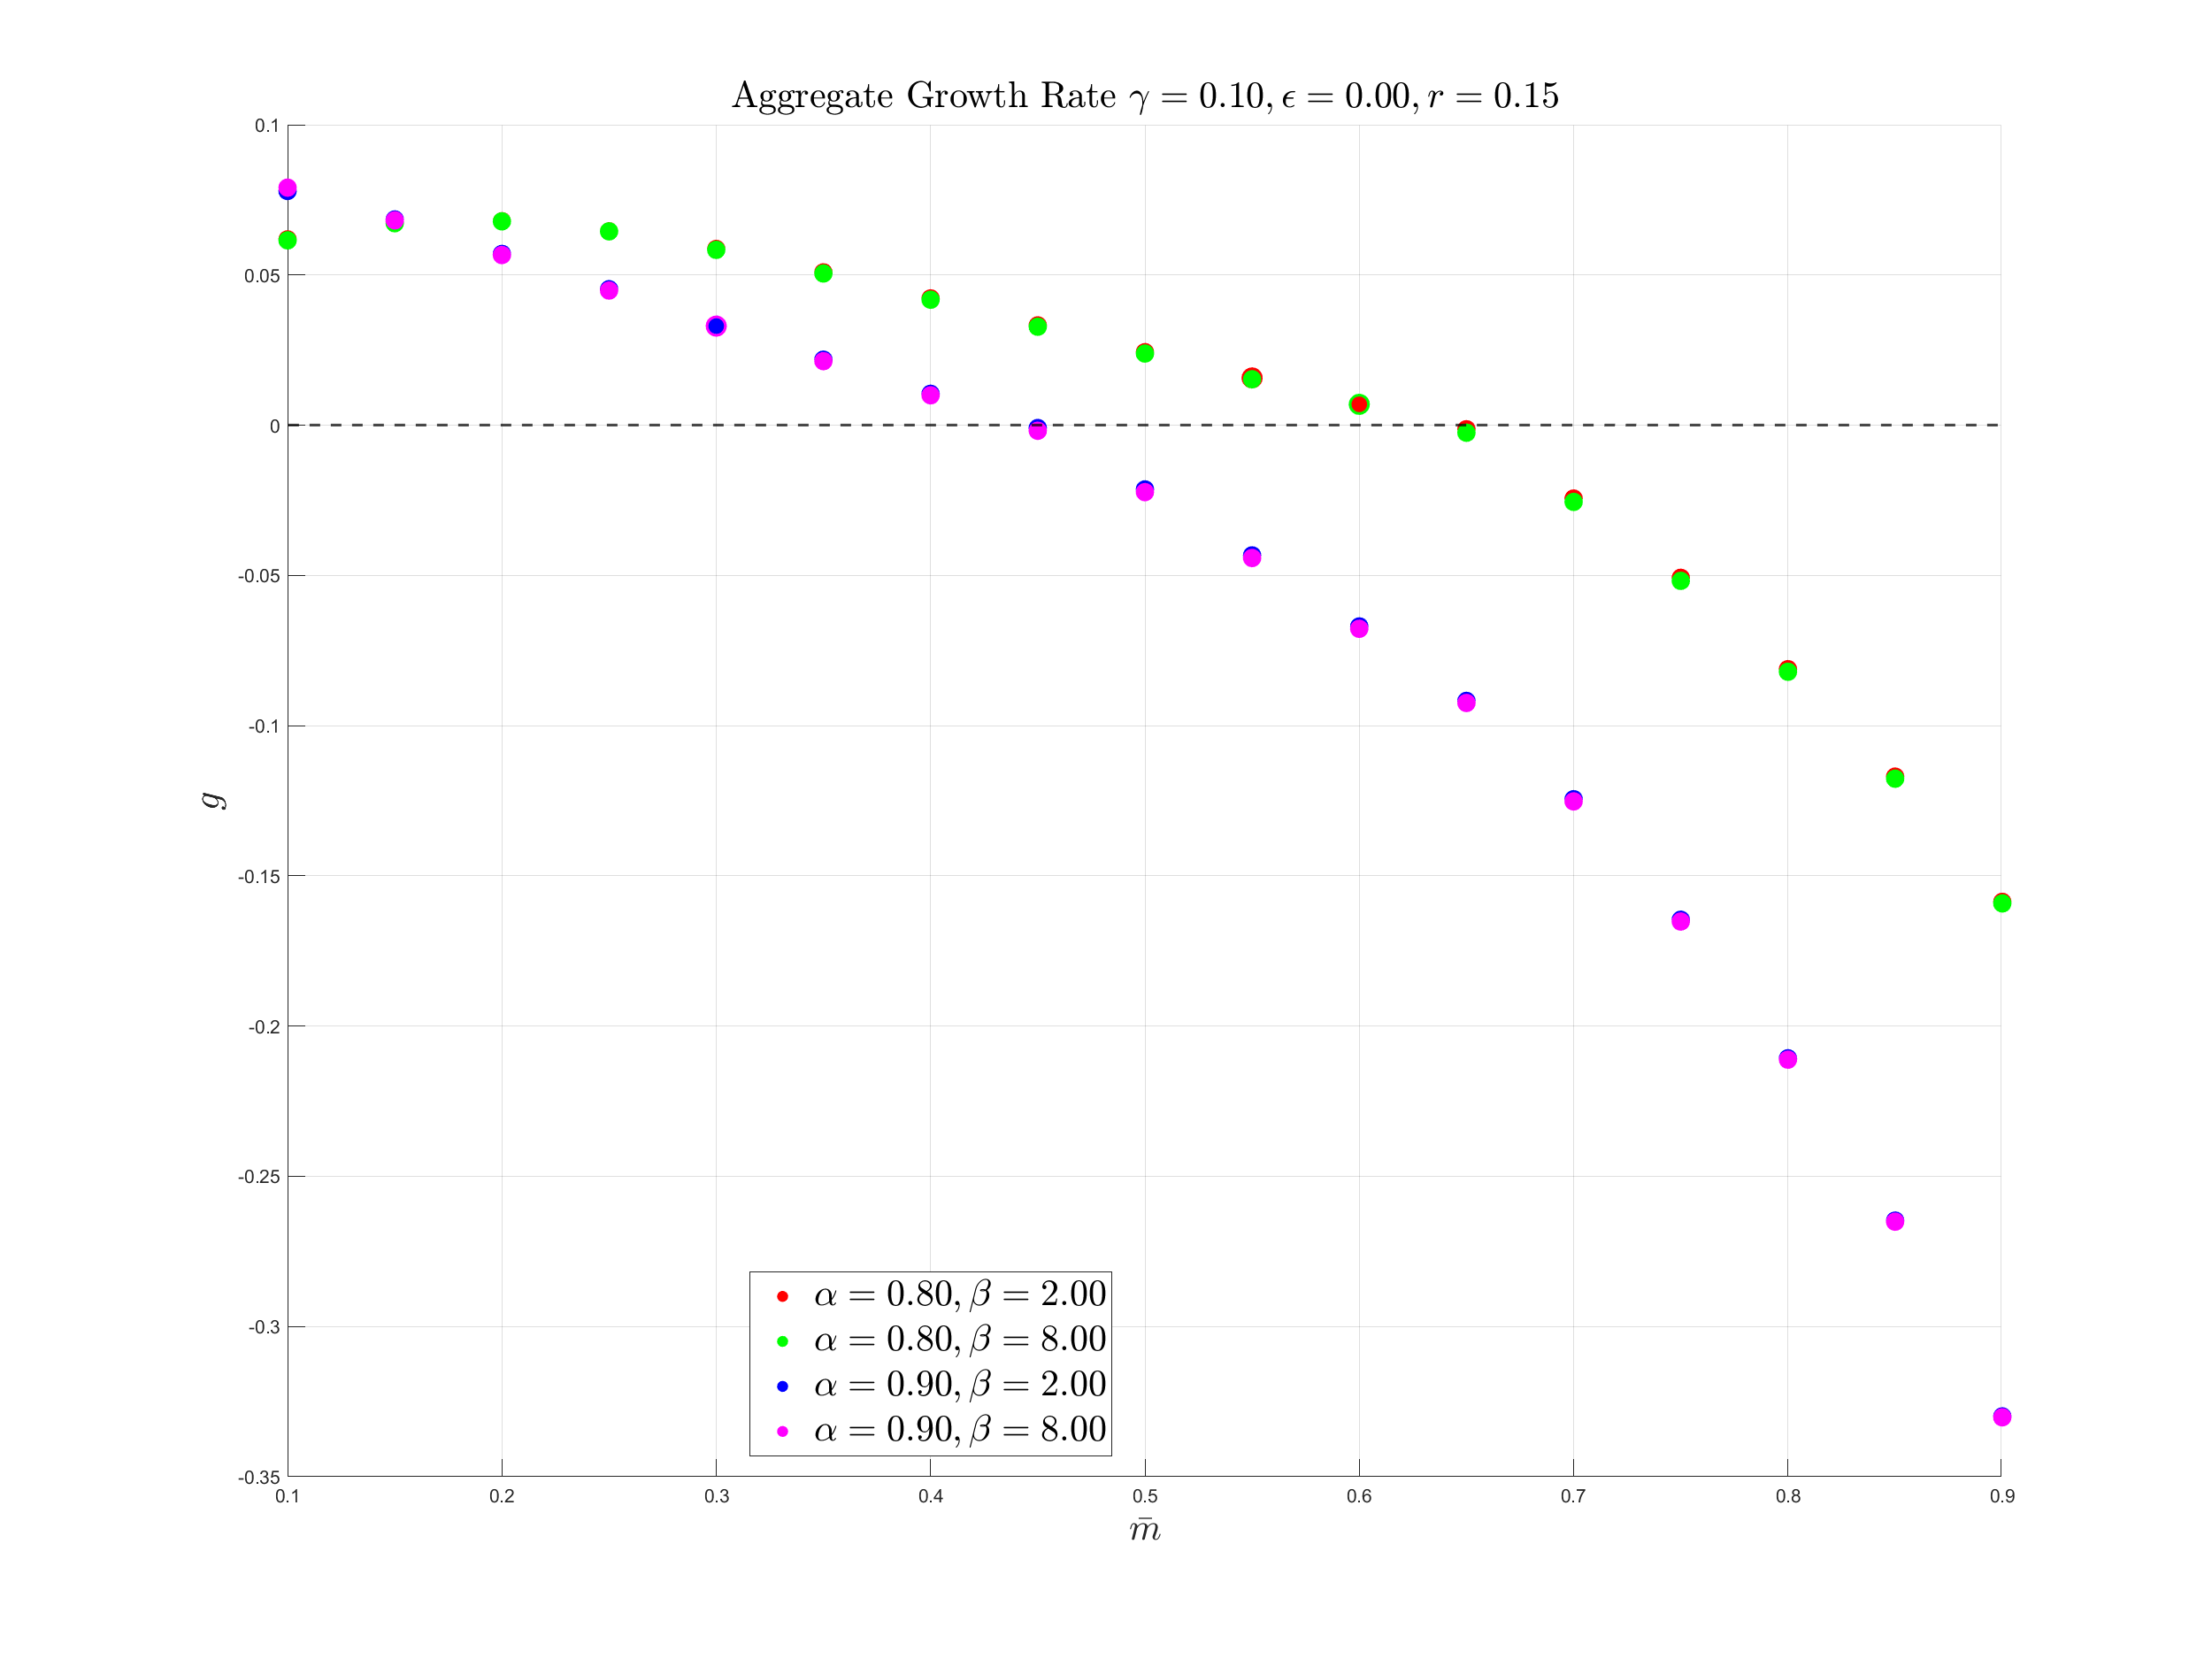 Aggregate Growth Rate γ = 0.10, ϵ = 0.00, r = 0.15
0.1
0.05
0
-0.05
-0.1
-0.15
-0.2
-0.25
-0.3
-0.35
g
α = 0.80, β = 2.00
α = 0.80, β = 8.00
α = 0.90, β = 2.00
α = 0.90, β = 8.00
0.1 0.2 0.3 0.4 0.5 0.6 0.7 0.8 0.9
m̄